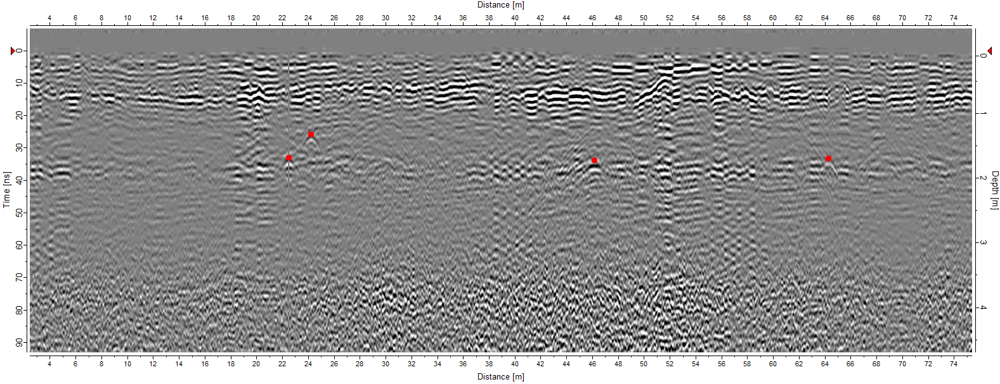 Distance [m]
4 6 8 10 12 14 16 18 20 22 24 26 28 30 32 34 36 38 40 42 44 46 48 50 52 54 56 58 60 62 64 66 68 70 72 74
0 10 20 30 40 50 60 70 80 90
Time [ns]
0 1 2 3 4
Depth [m]
4 6 8 10 12 14 16 18 20 22 24 26 28 30 32 34 36 38 40 42 44 46 48 50 52 54 56 58 60 62 64 66 68 70 72 74
Distance [m]